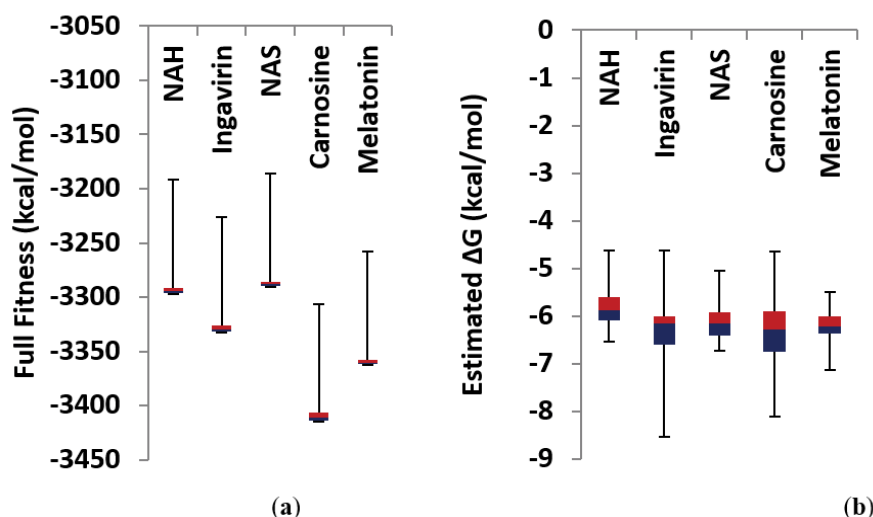 Full Fitness (kcal/mol)
-3050
-3100
-3150
-3200
-3250
-3300
-3350
-3400
-3450
NAH
Ingavirin
NAS
Carnosine
Melatonin
(a)
Estimated ΔG (kcal/mol)
0
-1
-2
-3
-4
-5
-6
-7
-8
-9
NAH
Ingavirin
NAS
Carnosine
Melatonin
(b)